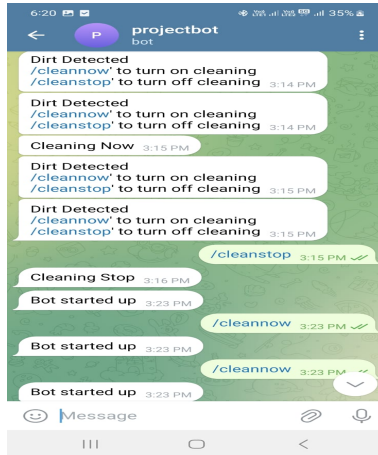 6:20 35%
P projectbot
bot
Dirt Detected
/cleannow' to turn on cleaning
/cleanstop' to turn off cleaning 3:14 PM
Dirt Detected
/cleannow' to turn on cleaning
/cleanstop' to turn off cleaning 3:14 PM
Cleaning Now 3:15 PM
Dirt Detected
/cleannow' to turn on cleaning
/cleanstop' to turn off cleaning 3:15 PM
Dirt Detected
/cleannow' to turn on cleaning
/cleanstop' to turn off cleaning 3:15 PM
/cleanstop 3:15 PM
Cleaning Stop 3:16 PM
Bot started up 3:23 PM
/cleannow 3:23 PM
Bot started up 3:23 PM
/cleannow 3:23 PM
Bot started up 3:23 PM
Message